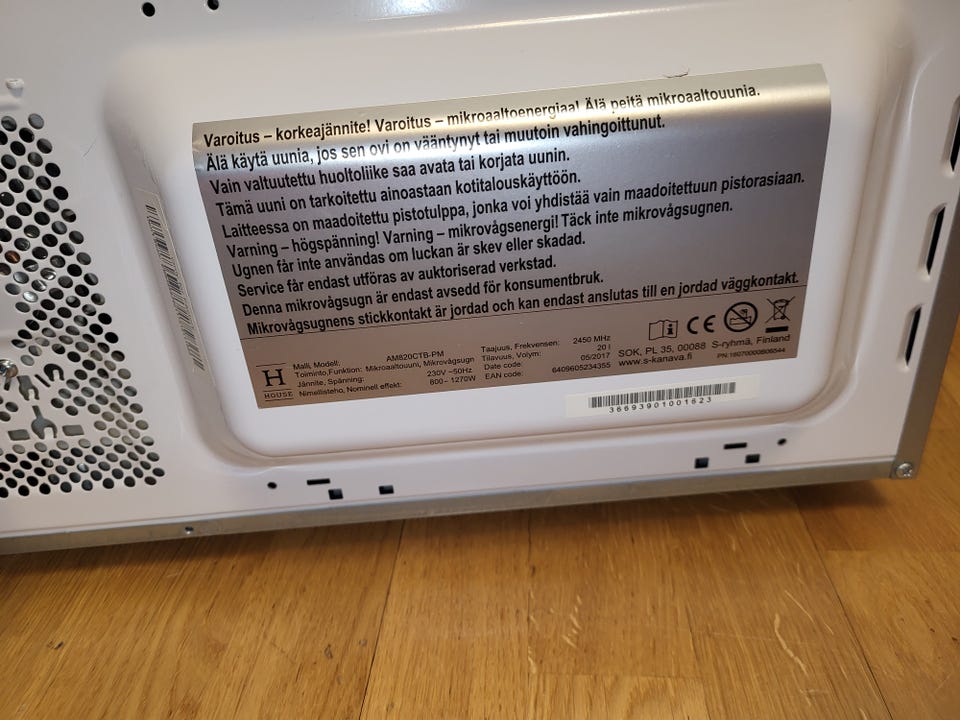 Varoitus – korkeajännite! Varoitus – mikroaaltoenergiaa! Älä peitä mikroaaltouunia.
Älä käytä uunia, jos sen ovi on vääntynyt tai muutoin vahingoittunut.
Vain valtuutettu huoltoliike saa avata tai korjata uunin.
Tämä uuni on tarkoitettu ainoastaan kotitalouskäyttöön.
Laitteessa on maadoitettu pistotulppa, jonka voi yhdistää vain maadoitettuun pistorasiaan.
Varning – högspänning! Varning – mikrovågsenergi! Täck inte mikrovågsugnen.
Ugnen får inte användas om luckan är skev eller skadad.
Service får endast utföras av auktoriserad verkstad.
Denna mikrovågsugn är endast avsedd för konsumentbruk.
Mikrovågsugnens stickkontakt är jordad och kan endast anslutas till en jordad väggkontakt.
H
HOUSE
Malli, Modell: AM820CTB-PM
Toiminto,Funktion: Mikroaaltouuni, Mikrovågsugn
Jännite, Spänning: 230V ~50Hz
Nimellisteho, Nominell effekt: 800 - 1270W
Taajuus, Frekvensen: 2450 MHz
Tilavuus, Volym: 20 l
Date code: 05/2017
EAN code: 6409605234355
CE
SOK, PL 35, 00088 S-ryhmä, Finland
www.s-kanava.fi
PN:16070000B06544
36693901001623